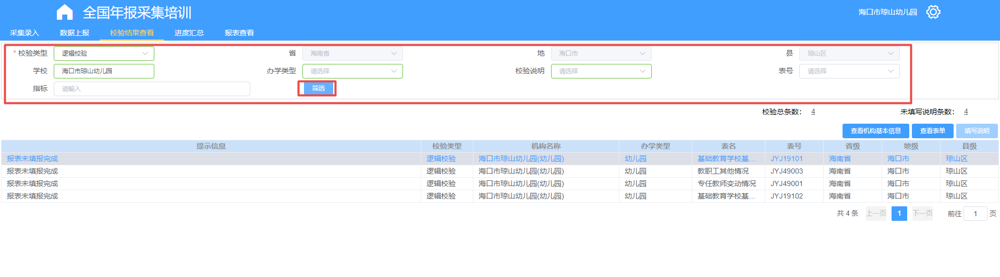 全国年报采集培训
海口市琼山幼儿园
采集录入 数据上报 校验结果查看 进度汇总 报表查看
* 校验类型 逻辑校验 省 海南省 地 海口市 县 琼山区
学校 海口市琼山幼儿园 办学类型 请选择 校验说明 请选择 表号 请选择
指标 请输入 筛选
校验总条数: 4 未填写说明条数: 4
查看机构基本信息 查看表单 填写说明
提示信息 校验类型 机构名称 办学类型 表名 表号 省级 地级 县级
报表未填报完成 逻辑校验 海口市琼山幼儿园(幼儿园) 幼儿园 基础教育学校基... JYJ19101 海南省 海口市 琼山区
报表未填报完成 逻辑校验 海口市琼山幼儿园(幼儿园) 幼儿园 教职工其他情况 JYJ49003 海南省 海口市 琼山区
报表未填报完成 逻辑校验 海口市琼山幼儿园(幼儿园) 幼儿园 专任教师变动情况 JYJ49001 海南省 海口市 琼山区
报表未填报完成 逻辑校验 海口市琼山幼儿园(幼儿园) 幼儿园 基础教育学校基... JYJ19102 海南省 海口市 琼山区
共 4 条 上一页 1 下一页 前往 1 页